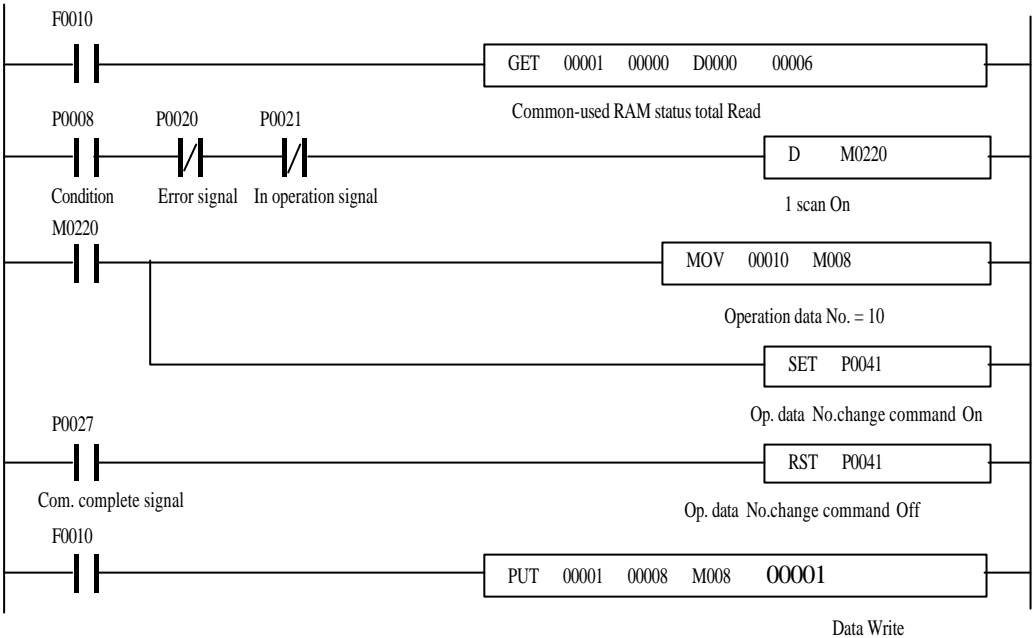 F0010
GET 00001 00000 D0000 00006
Common-used RAM status total Read
P0008 P0020 P0021
D M0220
Condition Error signal In operation signal
1 scan On
M0220
MOV 00010 M008
Operation data No. = 10
SET P0041
Op. data No.change command On
P0027
RST P0041
Com. complete signal
Op. data No.change command Off
F0010
PUT 00001 00008 M008 00001
Data Write